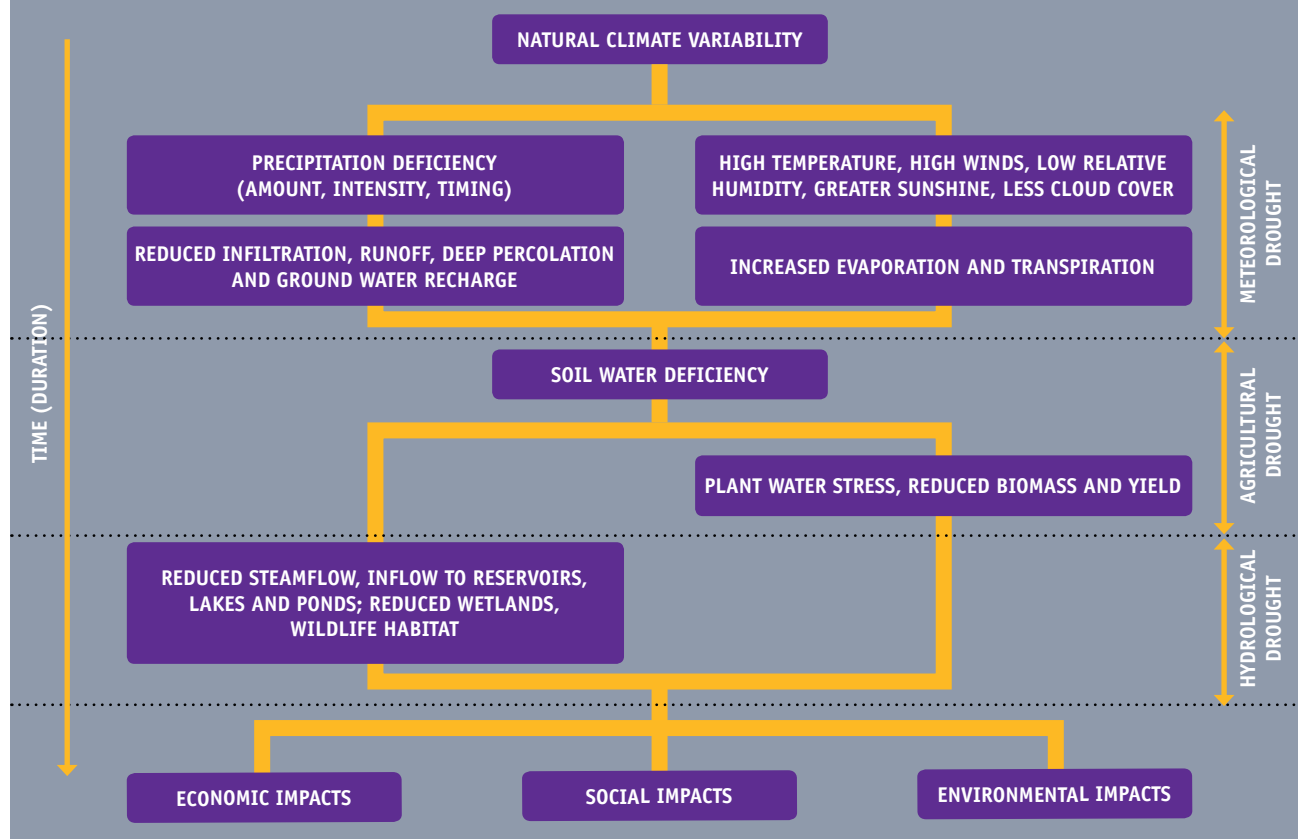 NATURAL CLIMATE VARIABILITY
PRECIPITATION DEFICIENCY
(AMOUNT, INTENSITY, TIMING)
HIGH TEMPERATURE, HIGH WINDS, LOW RELATIVE
HUMIDITY, GREATER SUNSHINE, LESS CLOUD COVER
REDUCED INFILTRATION, RUNOFF, DEEP PERCOLATION
AND GROUND WATER RECHARGE
INCREASED EVAPORATION AND TRANSPIRATION
METEOROLOGICAL
DROUGHT
TIME (DURATION)
SOIL WATER DEFICIENCY
PLANT WATER STRESS, REDUCED BIOMASS AND YIELD
AGRICULTURAL
DROUGHT
REDUCED STEAMFLOW, INFLOW TO RESERVOIRS,
LAKES AND PONDS; REDUCED WETLANDS,
WILDLIFE HABITAT
HYDROLOGICAL
DROUGHT
ECONOMIC IMPACTS
SOCIAL IMPACTS
ENVIRONMENTAL IMPACTS